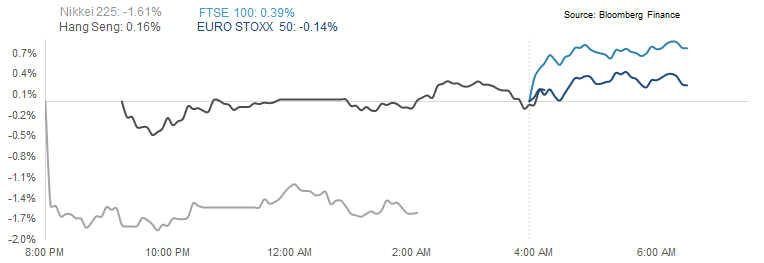 Nikkei 225: -1.61%
FTSE 100: 0.39%
Source: Bloomberg Finance
Hang Seng: 0.16%
EURO STOXX 50: -0.14%
0.7%
0.4%
0.1%
-0.2%
-0.5%
-0.8%
-1.1%
-1.4%
-1.7%
-2.0%
8:00 PM
10:00 PM
12:00 AM
2:00 AM
4:00 AM
6:00 AM